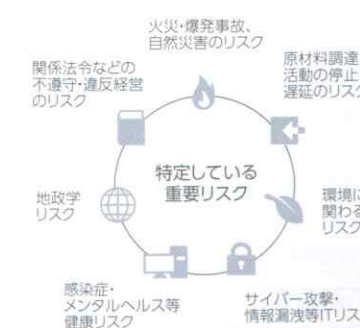 火災・爆発事故、
自然災害のリスク
原材料調達
活動の停止
遅延のリスク
環境に
関わる
リスク
サイバー攻撃・
情報漏洩等ITリス
感染症・
メンタルヘルス等
健康リスク
地政学
リスク
関係法令などの
不遵守・違反経営
のリスク
特定している
重要リスク